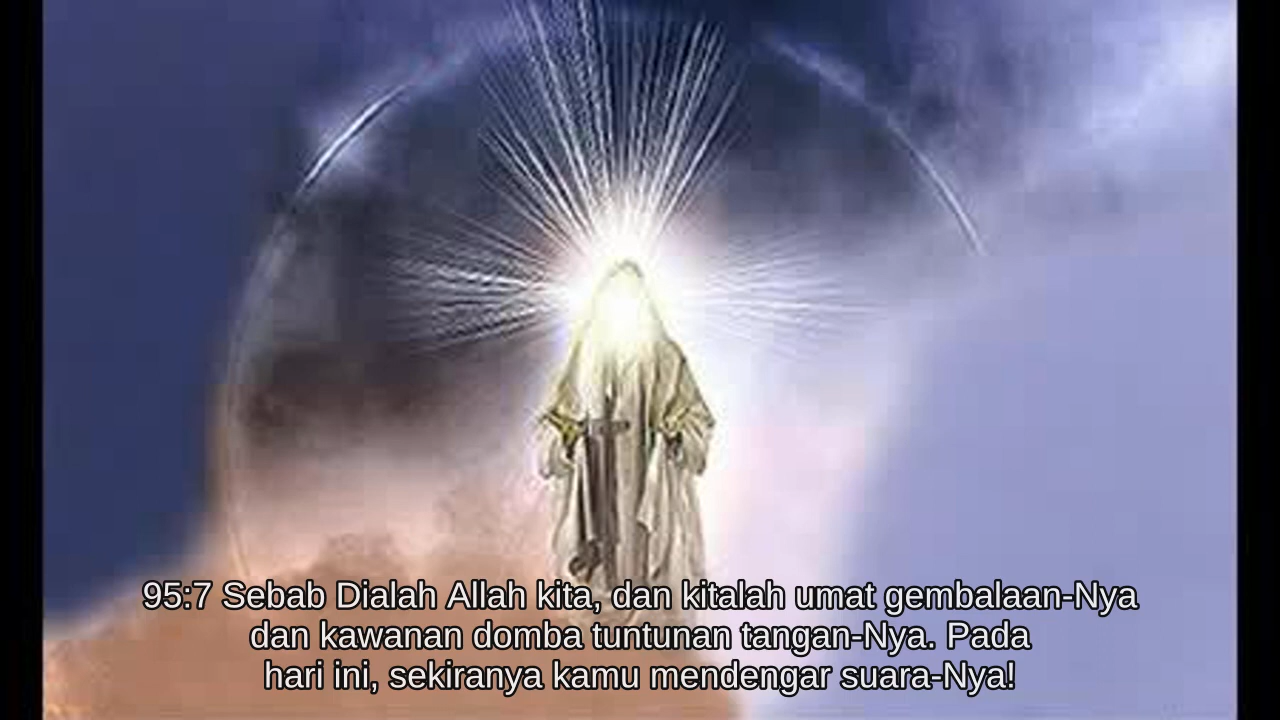 95:7 Sebab Dialah Allah kita, dan kitalah umat gembalaan-Nya
dan kawanan domba tuntunan tangan-Nya. Pada
hari ini, sekiranya kamu mendengar suara-Nya!